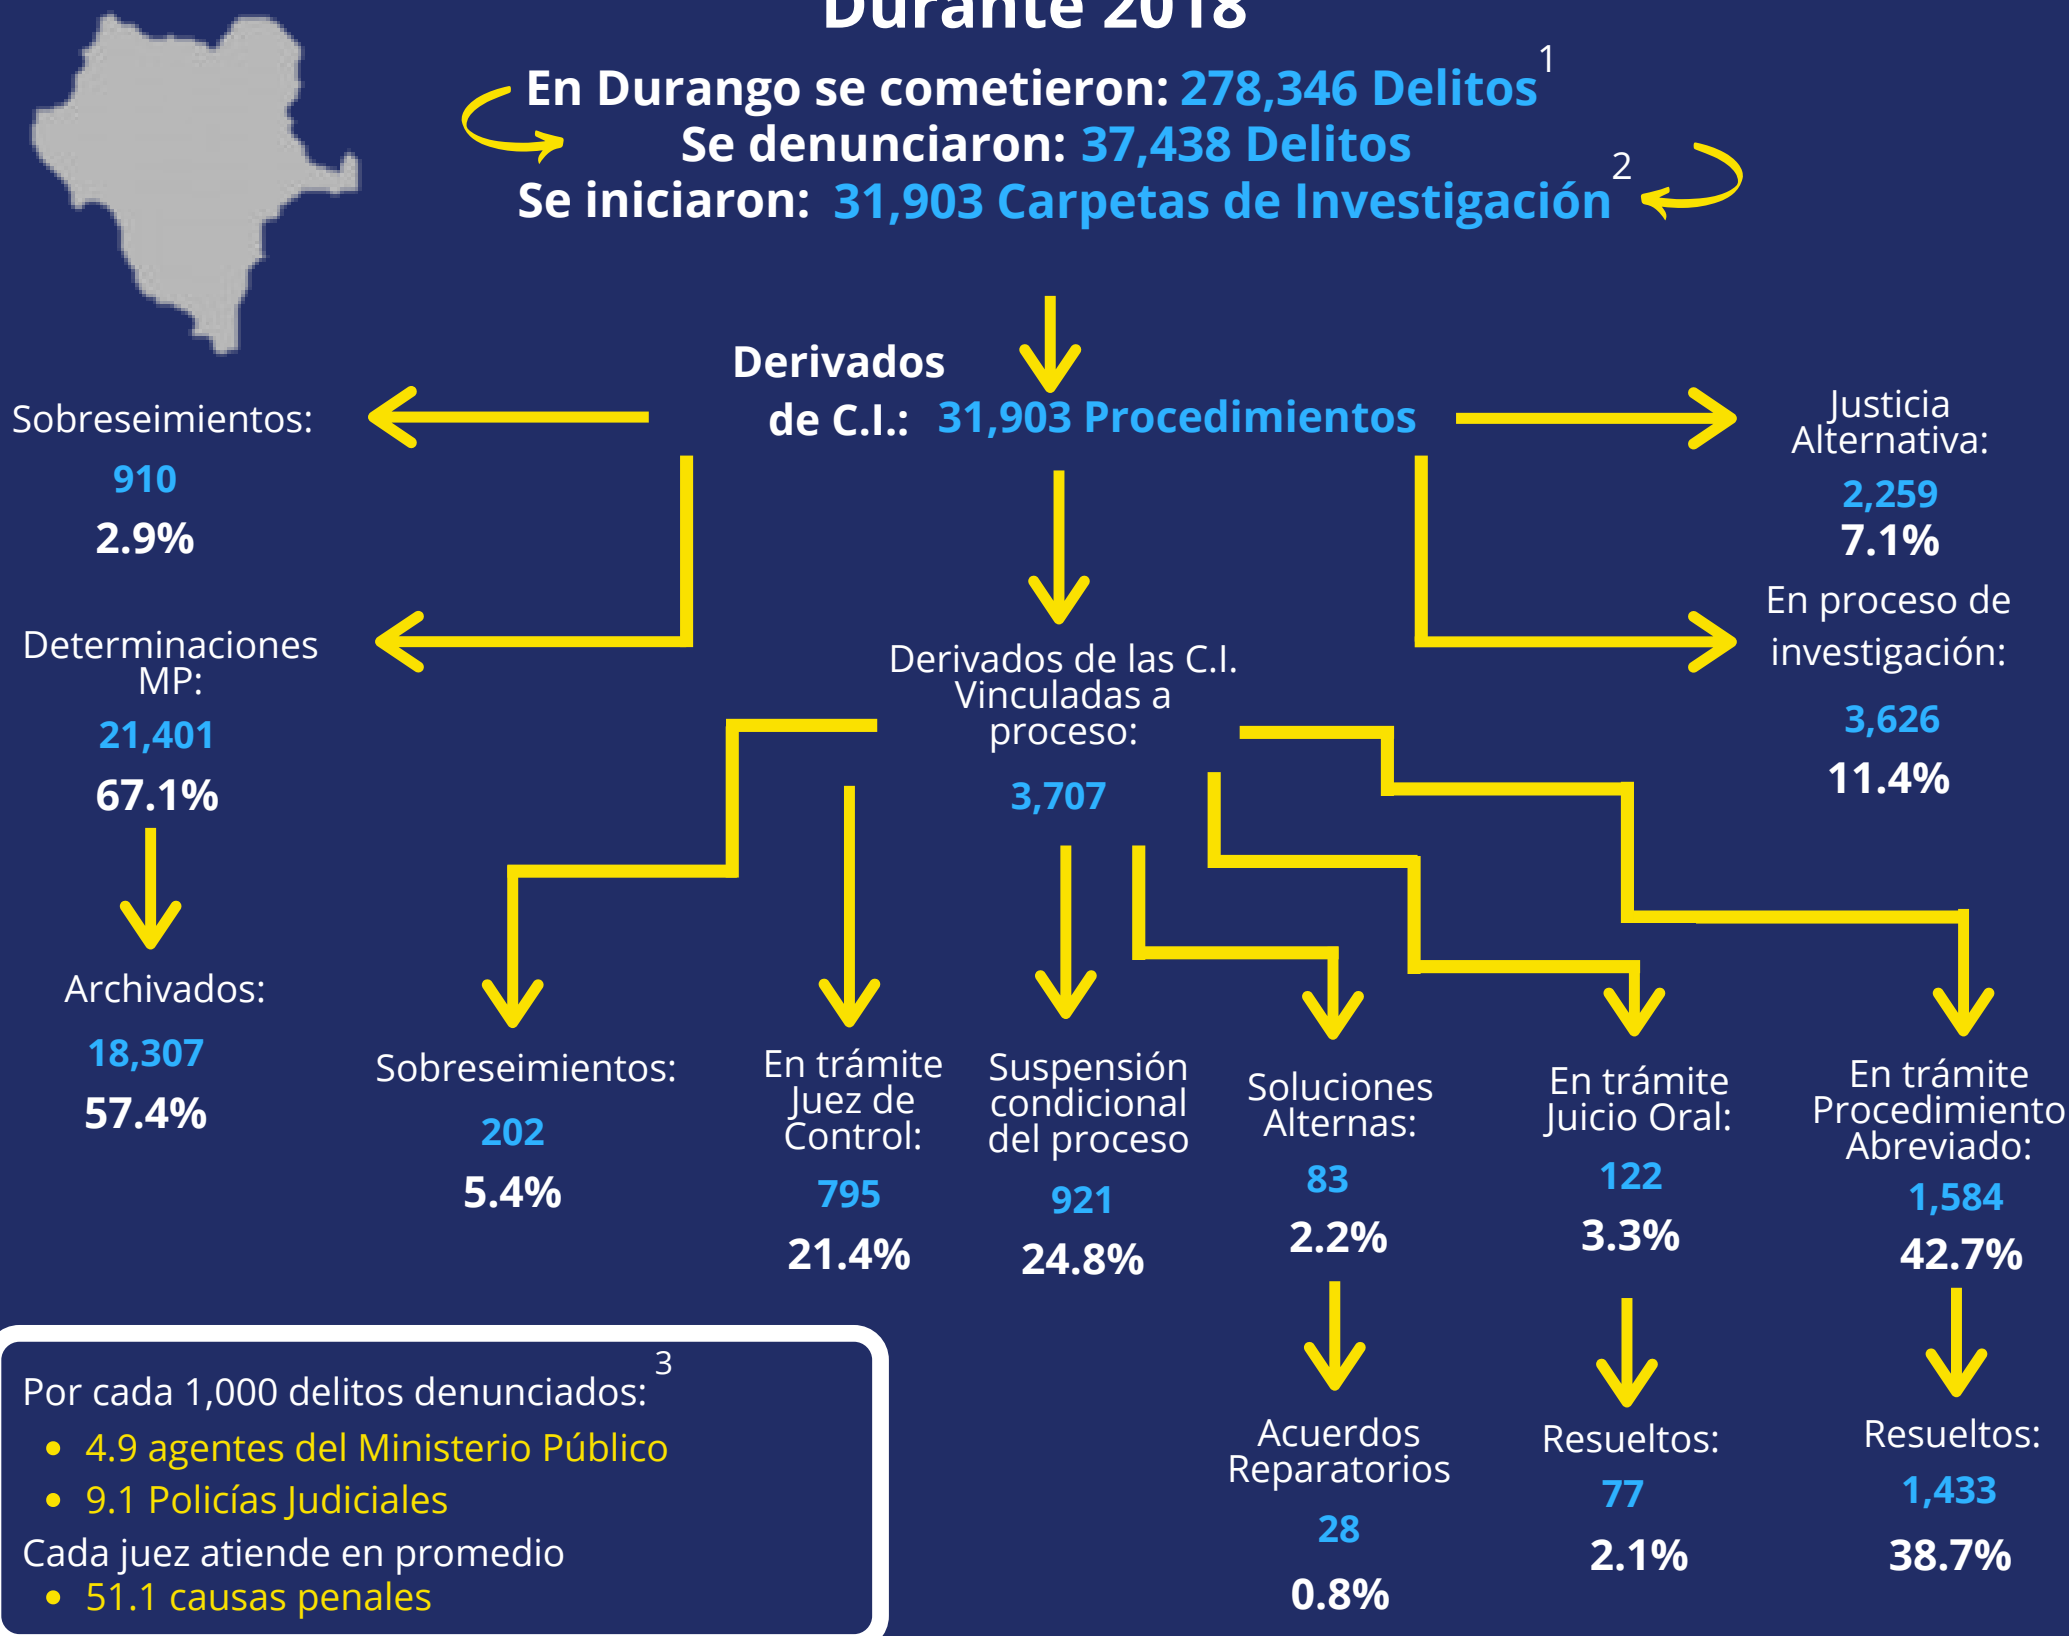 Durante 2018
En Durango se cometieron: 278,346 Delitos 1
Se denunciaron: 37,438 Delitos
Se iniciaron: 31,903 Carpetas de Investigación 2
Derivados
de C.I.: 31,903 Procedimientos
Sobreseimientos:
910
2.9%
Justicia
Alternativa:
2,259
7.1%
Determinaciones
MP:
21,401
67.1%
En proceso de
investigación:
3,626
11.4%
Derivados de las C.I.
Vinculadas a
proceso:
3,707
Archivados:
18,307
57.4%
Sobreseimientos:
202
5.4%
En trámite
Juez de
Control:
795
21.4%
Suspensión
condicional
del proceso
921
24.8%
Soluciones
Alternas:
83
2.2%
En trámite
Juicio Oral:
122
3.3%
En trámite
Procedimiento
Abreviado:
1,584
42.7%
Acuerdos
Reparatorios
28
0.8%
Resueltos:
77
2.1%
Resueltos:
1,433
38.7%
Por cada 1,000 delitos denunciados: 3
• 4.9 agentes del Ministerio Público
• 9.1 Policías Judiciales
Cada juez atiende en promedio
• 51.1 causas penales